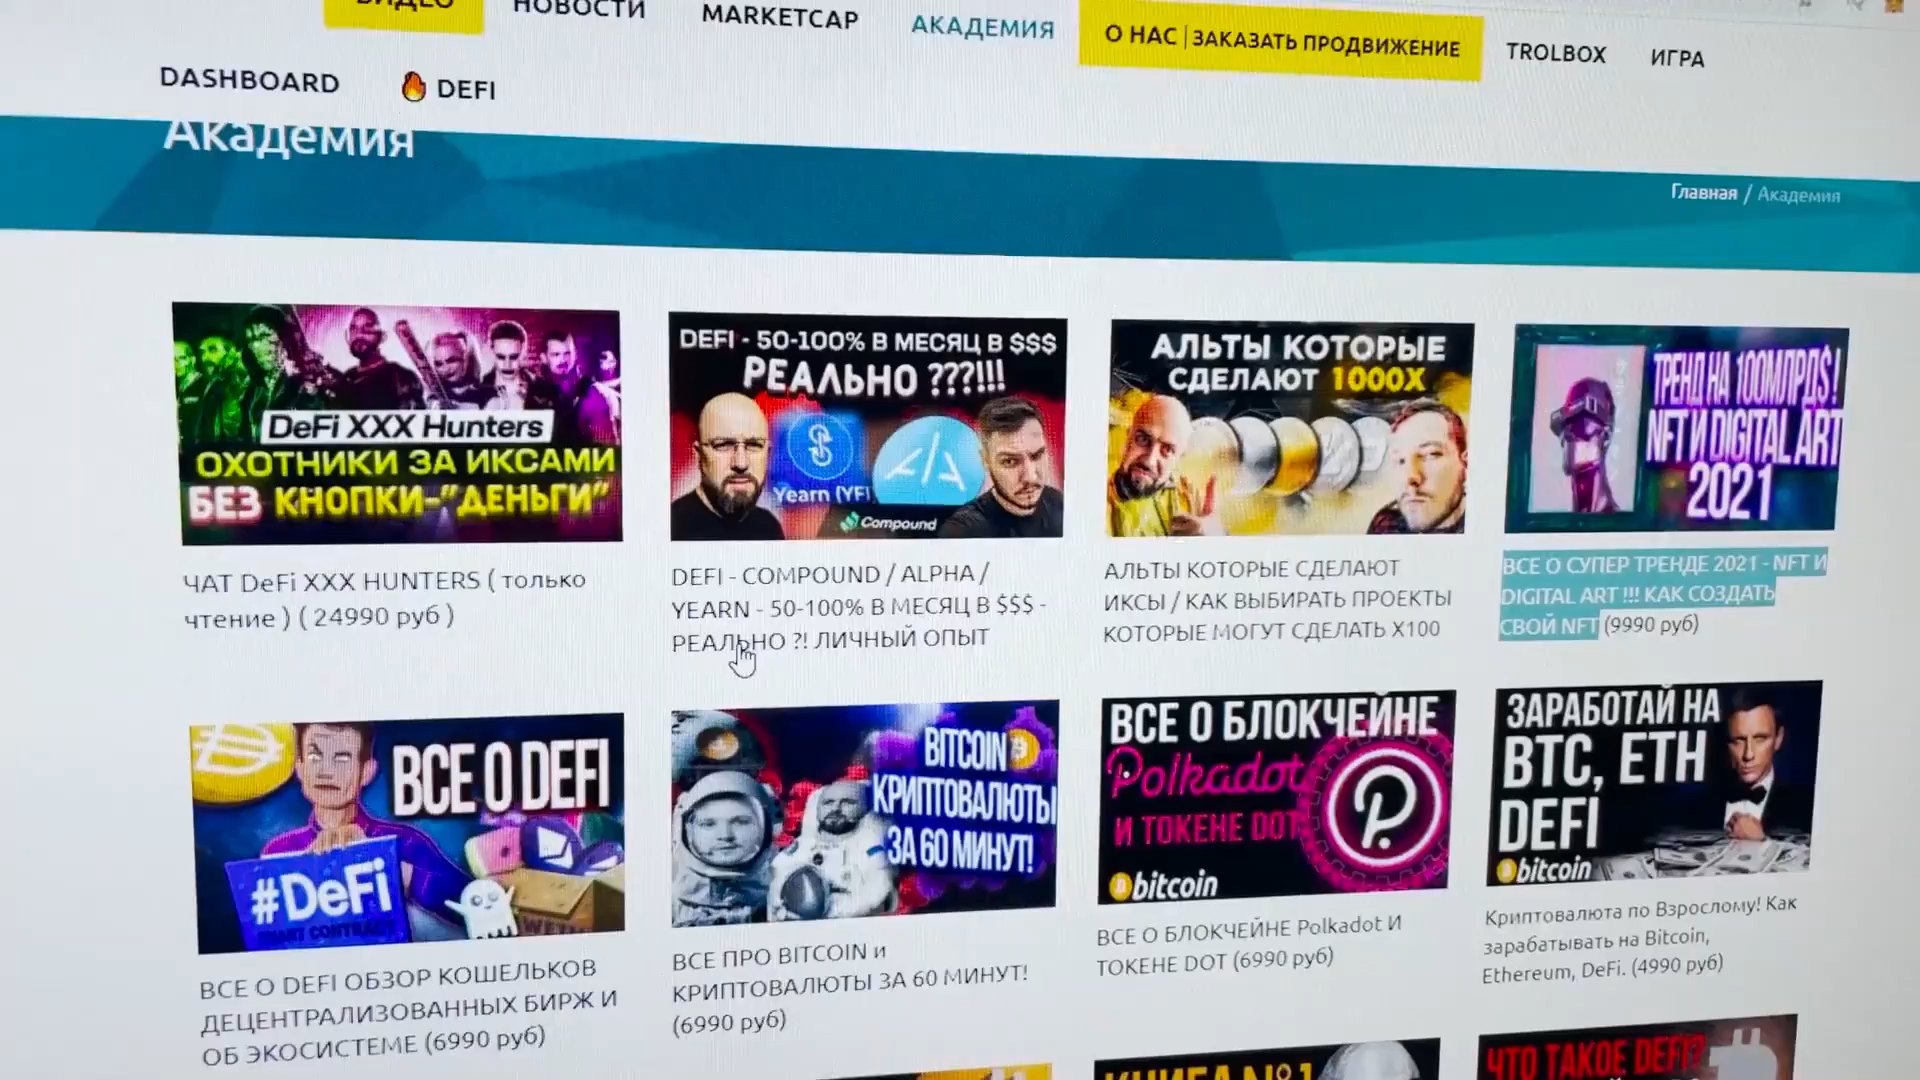 ВИДЕО
НОВОСТИ
MARKETCAP
АКАДЕМИЯ
О НАС | ЗАКАЗАТЬ ПРОДВИЖЕНИЕ
TROLBOX
ИГРА
DASHBOARD
DEFI
Академия
Главная / Академия
DeFi XXX Hunters
ОХОТНИКИ ЗА ИКСАМИ
БЕЗ КНОПКИ-"ДЕНЬГИ"
ЧАТ DeFi XXX HUNTERS ( только
чтение ) ( 24990 руб )
DEFI - 50-100% В МЕСЯЦ В $$$
РЕАЛЬНО ???!!!
Yearn (YFI
Compound
DEFI - COMPOUND / ALPHA /
YEARN - 50-100% В МЕСЯЦ В $$$ -
РЕАЛЬНО ?! ЛИЧНЫЙ ОПЫТ
АЛЬТЫ КОТОРЫЕ
СДЕЛАЮТ 1000X
АЛЬТЫ КОТОРЫЕ СДЕЛАЮТ
ИКСЫ / КАК ВЫБИРАТЬ ПРОЕКТЫ
КОТОРЫЕ МОГУТ СДЕЛАТЬ X100
ТРЕНД НА 100МЛРД$!
NFT И DIGITAL ART
2021
ВСЕ О СУПЕР ТРЕНДЕ 2021 - NFT И
DIGITAL ART !!! КАК СОЗДАТЬ
СВОЙ NFT (9990 руб)
ВСЕ О DEFI
#DeFi
SMART CONTRACT
ВСЕ О DEFI ОБЗОР КОШЕЛЬКОВ
ДЕЦЕНТРАЛИЗОВАННЫХ БИРЖ И
ОБ ЭКОСИСТЕМЕ (6990 руб)
BITCOIN
КРИПТОВАЛЮТЫ
ЗА 60 МИНУТ!
ВСЕ ПРО BITCOIN и
КРИПТОВАЛЮТЫ ЗА 60 МИНУТ!
(6990 руб)
ВСЕ О БЛОКЧЕЙНЕ
Polkadot
И ТОКЕНЕ DOT
bitcoin
ВСЕ О БЛОКЧЕЙНЕ Polkadot И
ТОКЕНЕ DOT (6990 руб)
ЗАРАБОТАЙ НА
BTC, ETH
DEFI
bitcoin
Криптовалюта по Взрослому! Как
зарабатывать на Bitcoin,
Ethereum, DeFi. (4990 руб)
КНИГА №1
ЧТО ТАКОЕ DEFI?